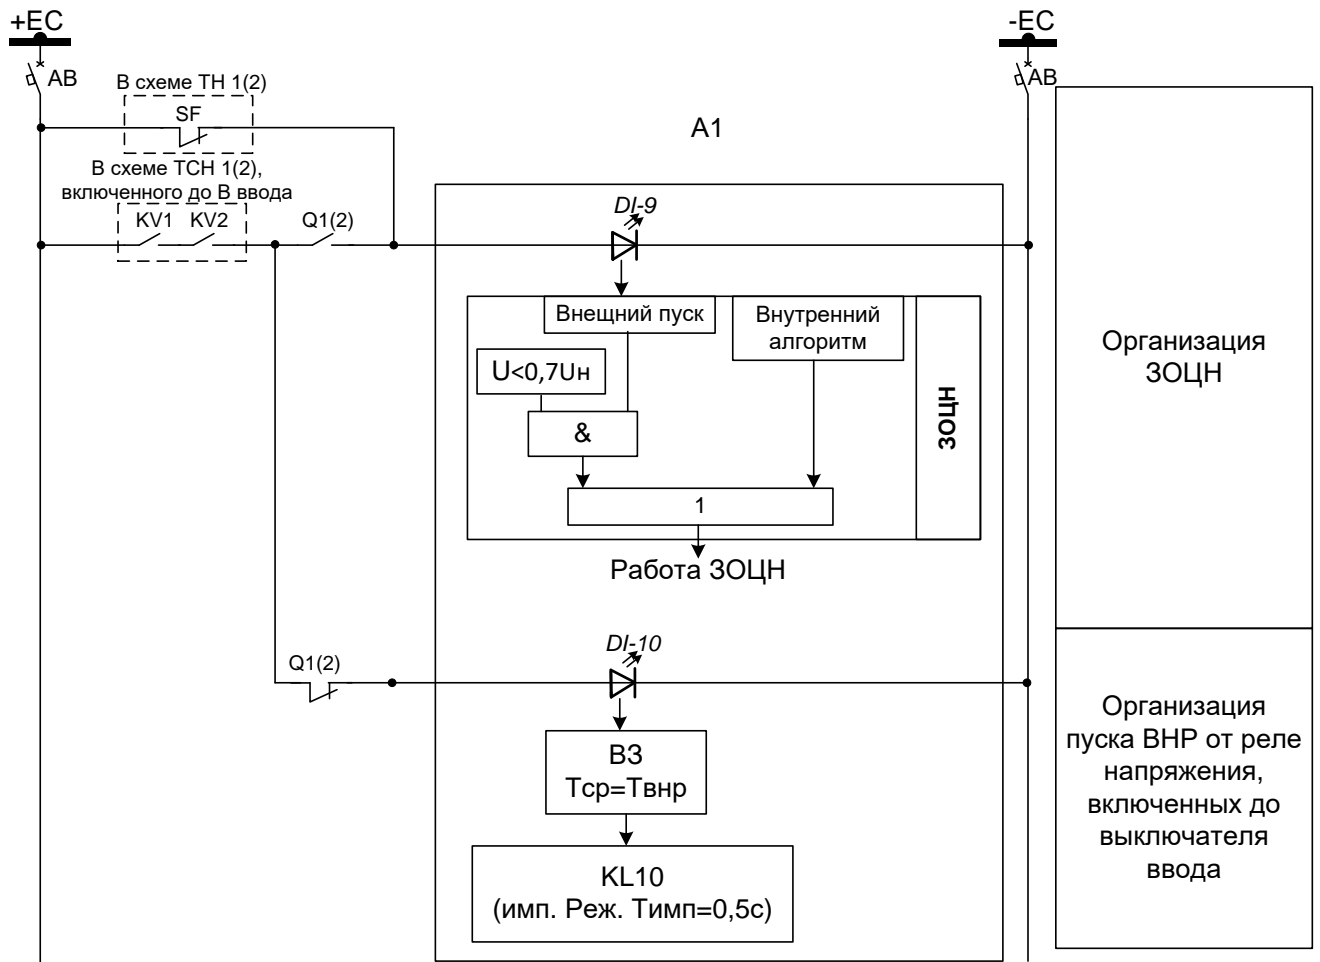 +EC
-EC
АВ
АВ
В схеме ТН 1(2)
SF
А1
В схеме ТСН 1(2),
включенного до В ввода
KV1
KV2
Q1(2)
DI-9
Внещний пуск
Внутренний
алгоритм
U<0,7Uн
&
1
ЗОЦН
Работа ЗОЦН
Организация
ЗОЦН
Q1(2)
DI-10
ВЗ
Тср=Твнр
KL10
(имп. Реж. Тимп=0,5с)
Организация
пуска ВНР от реле
напряжения,
включенных до
выключателя
ввода